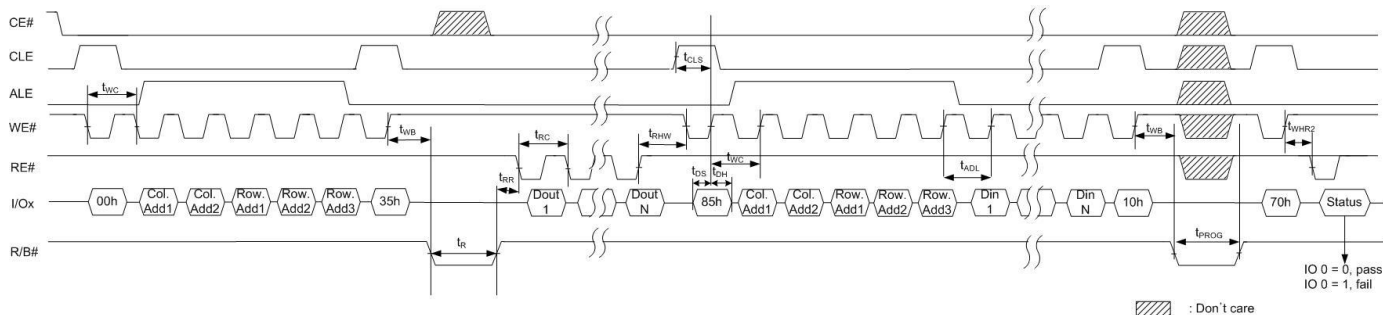 CE#
CLE
tCLS
ALE
tWC
WE#
tWB
tRC
tRHW
tWC
tADL
tWB
tWHR2
RE#
tRR
tDS
tDH
I/Ox
00h
Col. Add1
Col. Add2
Row. Add1
Row. Add2
Row. Add3
35h
Dout 1
Dout N
85h
Col. Add1
Col. Add2
Row. Add1
Row. Add2
Row. Add3
Din 1
Din N
10h
70h
Status
R/B#
tR
tPROG
IO 0 = 0, pass
IO 0 = 1, fail
: Don`t care